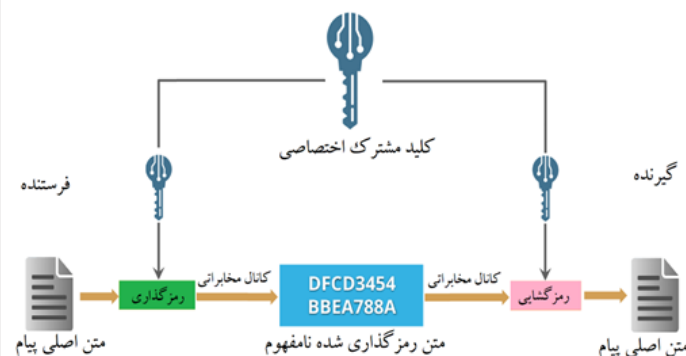 کلید مشترک اختصاصی
فرستنده
گیرنده
رمزگذاری
کانال مخابراتی
DFCD3454
BBEA788A
کانال مخابراتی
رمزگشایی
متن اصلی پیام
متن رمزگذاری شده نامفهوم
متن اصلی پیام